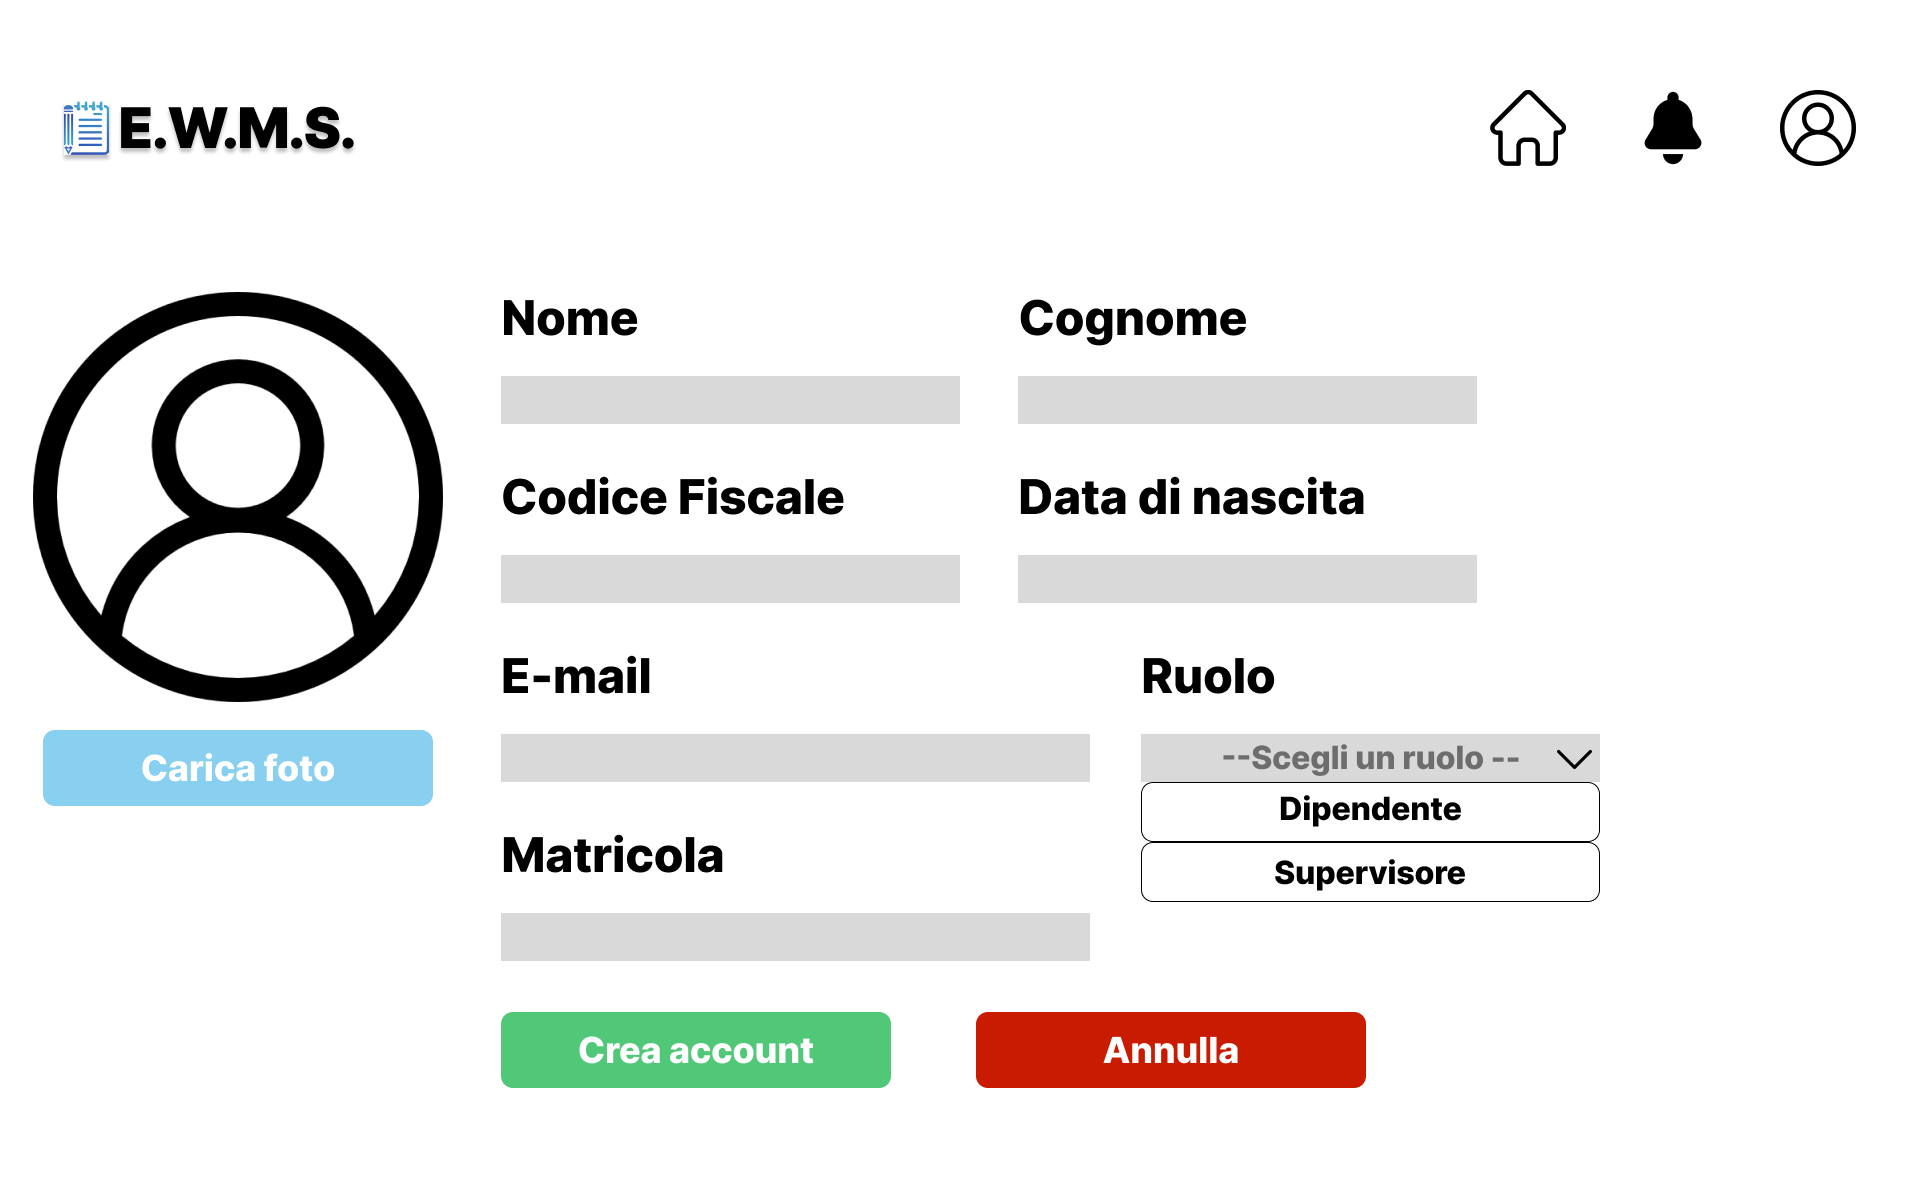 E.W.M.S.
Nome
Cognome
Codice Fiscale
Data di nascita
E-mail
Ruolo
--Scegli un ruolo --
Dipendente
Supervisore
Carica foto
Matricola
Crea account
Annulla